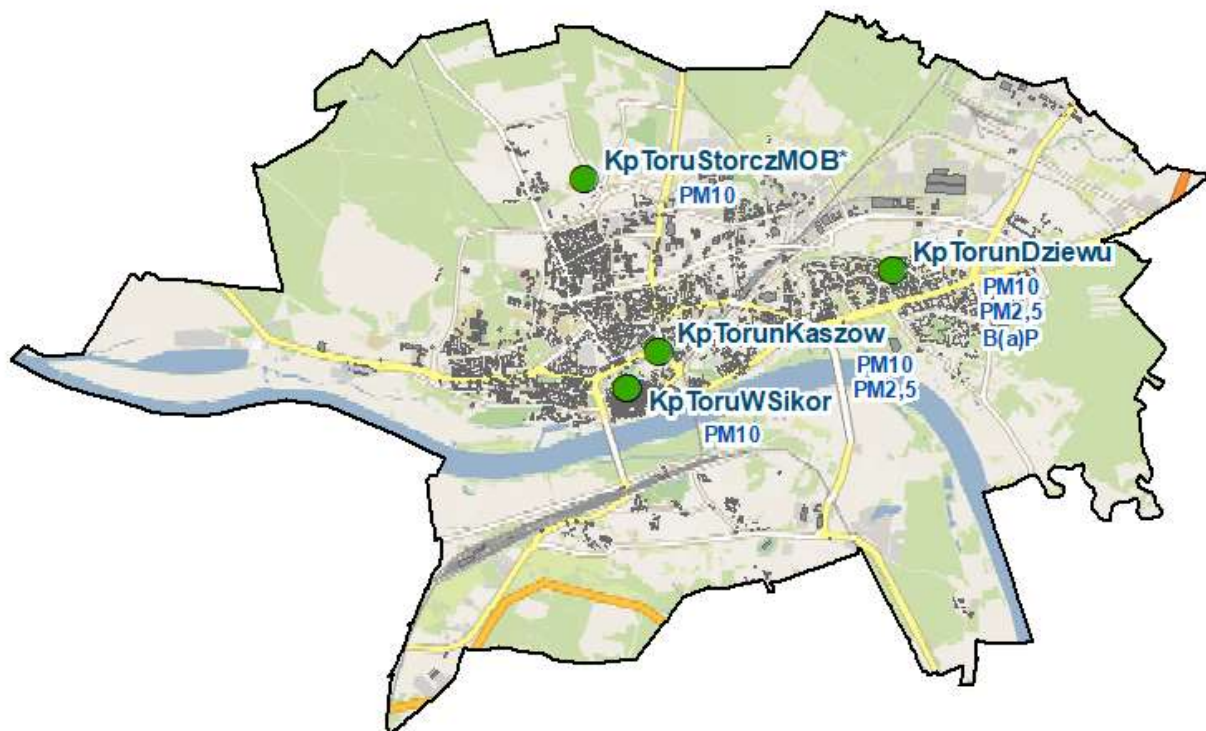 KpToruStorczMOB*
PM10
KpTorunDziewu
PM10
PM2,5
B(a)P
KpTorunKaszow
PM10
PM2,5
KpToruWSikor
PM10